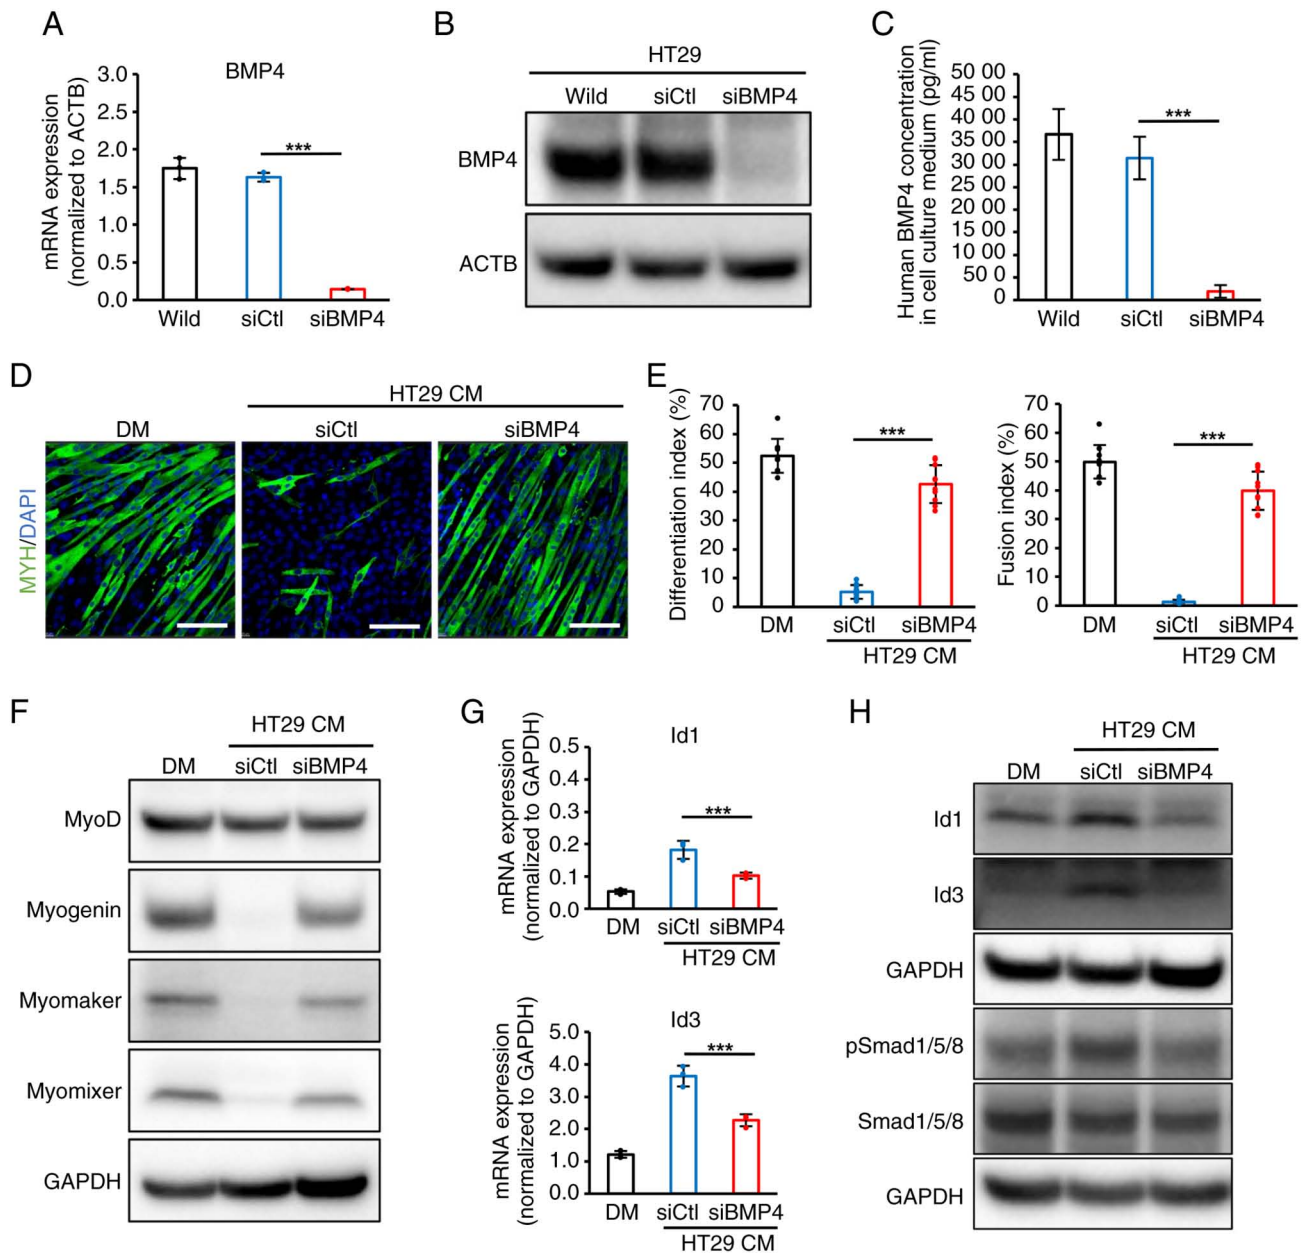 A
BMP4
mRNA expression
(normalized to ACTB)
3.0
2.5
2.0
1.5
1.0
0.5
0.0
***
Wild siCtl siBMP4
B
HT29
Wild siCtl siBMP4
BMP4
ACTB
C
Human BMP4 concentration
in cell culture medium (pg/ml)
50 00
45 00
40 00
35 00
30 00
25 00
20 00
15 00
10 00
50 0
0
***
Wild siCtl siBMP4
D
HT29 CM
DM siCtl siBMP4
MYH/DAPI
E
Differentiation index (%)
70
60
50
40
30
20
10
0
***
DM siCtl siBMP4
HT29 CM
Fusion index (%)
70
60
50
40
30
20
10
0
***
DM siCtl siBMP4
HT29 CM
F
HT29 CM
DM siCtl siBMP4
MyoD
Myogenin
Myomaker
Myomixer
GAPDH
G
Id1
mRNA expression
(normalized to GAPDH)
0.5
0.4
0.3
0.2
0.1
0.0
***
DM siCtl siBMP4
HT29 CM
Id3
mRNA expression
(normalized to GAPDH)
5.0
4.0
3.0
2.0
1.0
0.0
***
DM siCtl siBMP4
HT29 CM
H
HT29 CM
DM siCtl siBMP4
Id1
Id3
GAPDH
pSmad1/5/8
Smad1/5/8
GAPDH